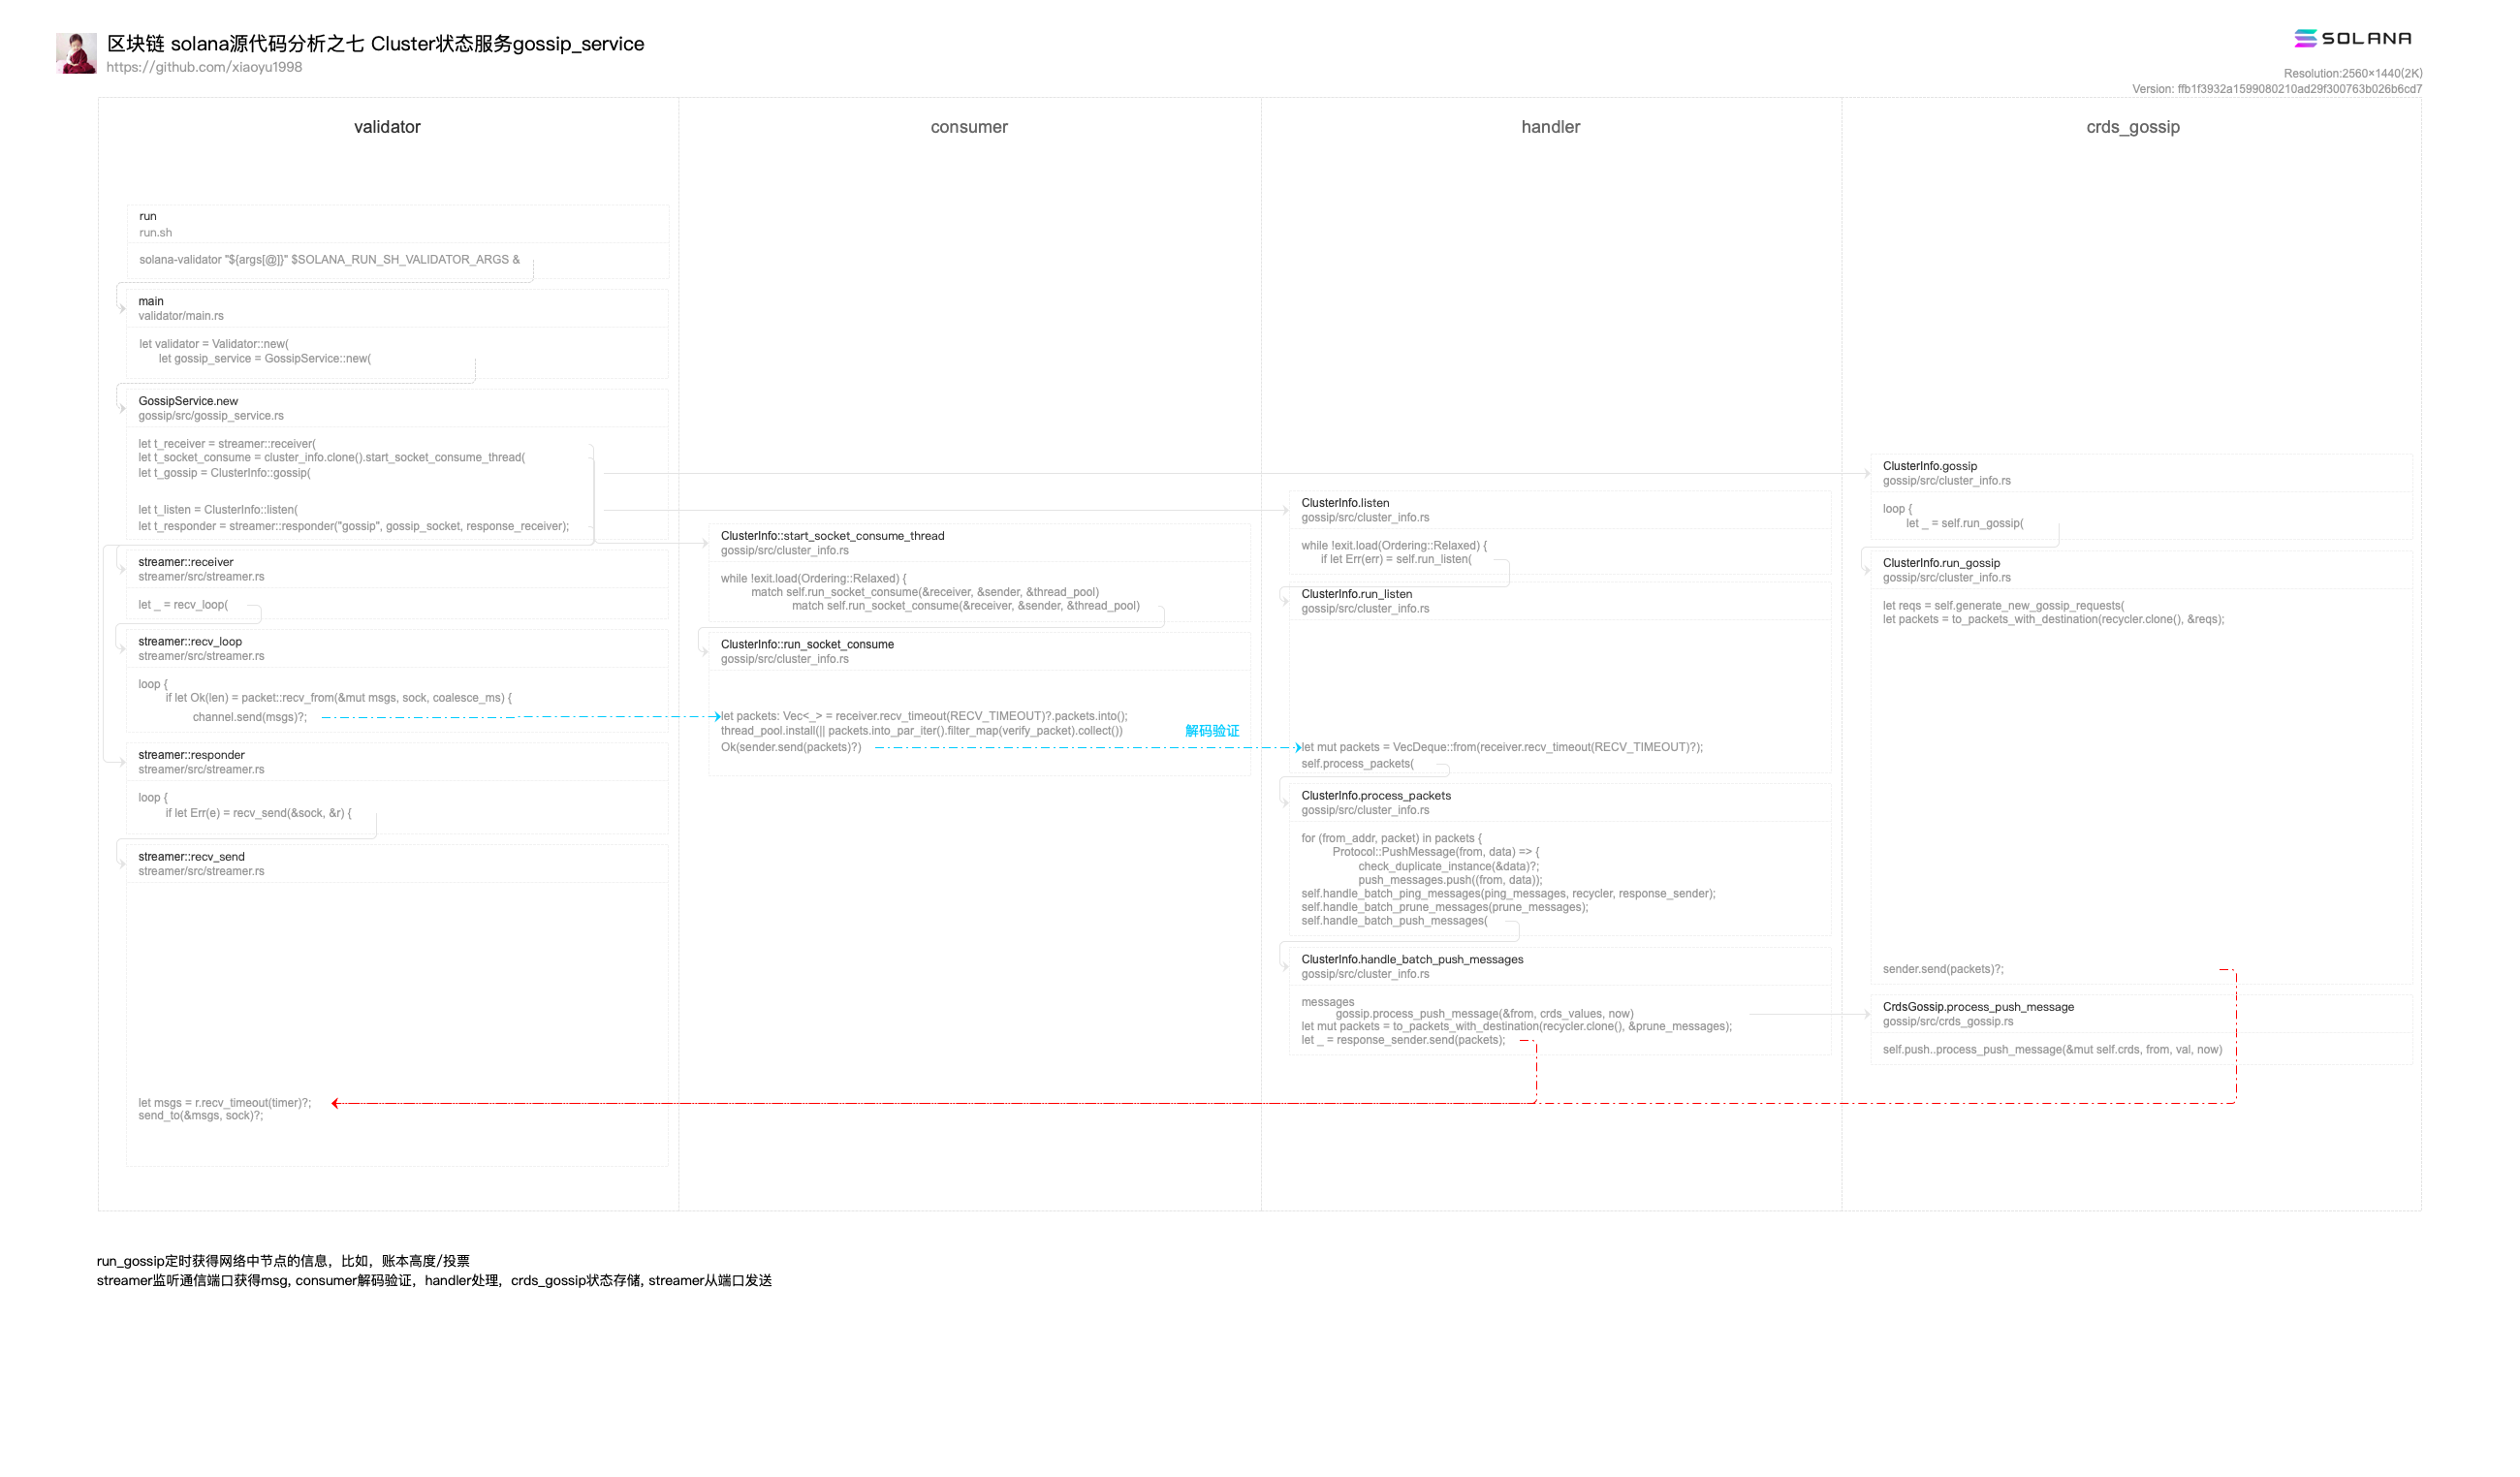 区块链 solana源代码分析之七 Cluster状态服务gossip_service
https://github.com/xiaoyu1998
SOLANA
Resolution:2560×1440(2K)
Version: ffb1f3932a1599080210ad29f300763b026b6cd7
validator
run
run.sh
solana-validator "${args[@]}" $SOLANA_RUN_SH_VALIDATOR_ARGS &
main
validator/main.rs
let validator = Validator::new(
let gossip_service = GossipService::new(
GossipService.new
gossip/src/gossip_service.rs
let t_receiver = streamer::receiver(
let t_socket_consume = cluster_info.clone().start_socket_consume_thread(
let t_gossip = ClusterInfo::gossip(
let t_listen = ClusterInfo::listen(
let t_responder = streamer::responder("gossip", gossip_socket, response_receiver);
streamer::receiver
streamer/src/streamer.rs
let _ = recv_loop(
streamer::recv_loop
streamer/src/streamer.rs
loop {
if let Ok(len) = packet::recv_from(&mut msgs, sock, coalesce_ms) {
channel.send(msgs)?;
streamer::responder
streamer/src/streamer.rs
loop {
if let Err(e) = recv_send(&sock, &r) {
streamer::recv_send
streamer/src/streamer.rs
let msgs = r.recv_timeout(timer)?;
send_to(&msgs, sock)?;
consumer
ClusterInfo::start_socket_consume_thread
gossip/src/cluster_info.rs
while !exit.load(Ordering::Relaxed) {
match self.run_socket_consume(&receiver, &sender, &thread_pool)
match self.run_socket_consume(&receiver, &sender, &thread_pool)
ClusterInfo::run_socket_consume
gossip/src/cluster_info.rs
let packets: Vec<_> = receiver.recv_timeout(RECV_TIMEOUT)?.packets.into();
thread_pool.install(|| packets.into_par_iter().filter_map(verify_packet).collect())
解码验证
Ok(sender.send(packets)?)
handler
ClusterInfo.listen
gossip/src/cluster_info.rs
while !exit.load(Ordering::Relaxed) {
if let Err(err) = self.run_listen(
ClusterInfo.run_listen
gossip/src/cluster_info.rs
let mut packets = VecDeque::from(receiver.recv_timeout(RECV_TIMEOUT)?);
self.process_packets(
ClusterInfo.process_packets
gossip/src/cluster_info.rs
for (from_addr, packet) in packets {
Protocol::PushMessage(from, data) => {
check_duplicate_instance(&data)?;
push_messages.push((from, data));
self.handle_batch_ping_messages(ping_messages, recycler, response_sender);
self.handle_batch_prune_messages(prune_messages);
self.handle_batch_push_messages(
ClusterInfo.handle_batch_push_messages
gossip/src/cluster_info.rs
messages
gossip.process_push_message(&from, crds_values, now)
let mut packets = to_packets_with_destination(recycler.clone(), &prune_messages);
let _ = response_sender.send(packets);
crds_gossip
ClusterInfo.gossip
gossip/src/cluster_info.rs
loop {
let _ = self.run_gossip(
ClusterInfo.run_gossip
gossip/src/cluster_info.rs
let reqs = self.generate_new_gossip_requests(
let packets = to_packets_with_destination(recycler.clone(), &reqs);
sender.send(packets)?;
CrdsGossip.process_push_message
gossip/src/crds_gossip.rs
self.push..process_push_message(&mut self.crds, from, val, now)
run_gossip定时获得网络中节点的信息，比如，账本高度/投票
streamer监听通信端口获得msg, consumer解码验证，handler处理，crds_gossip状态存储, streamer从端口发送